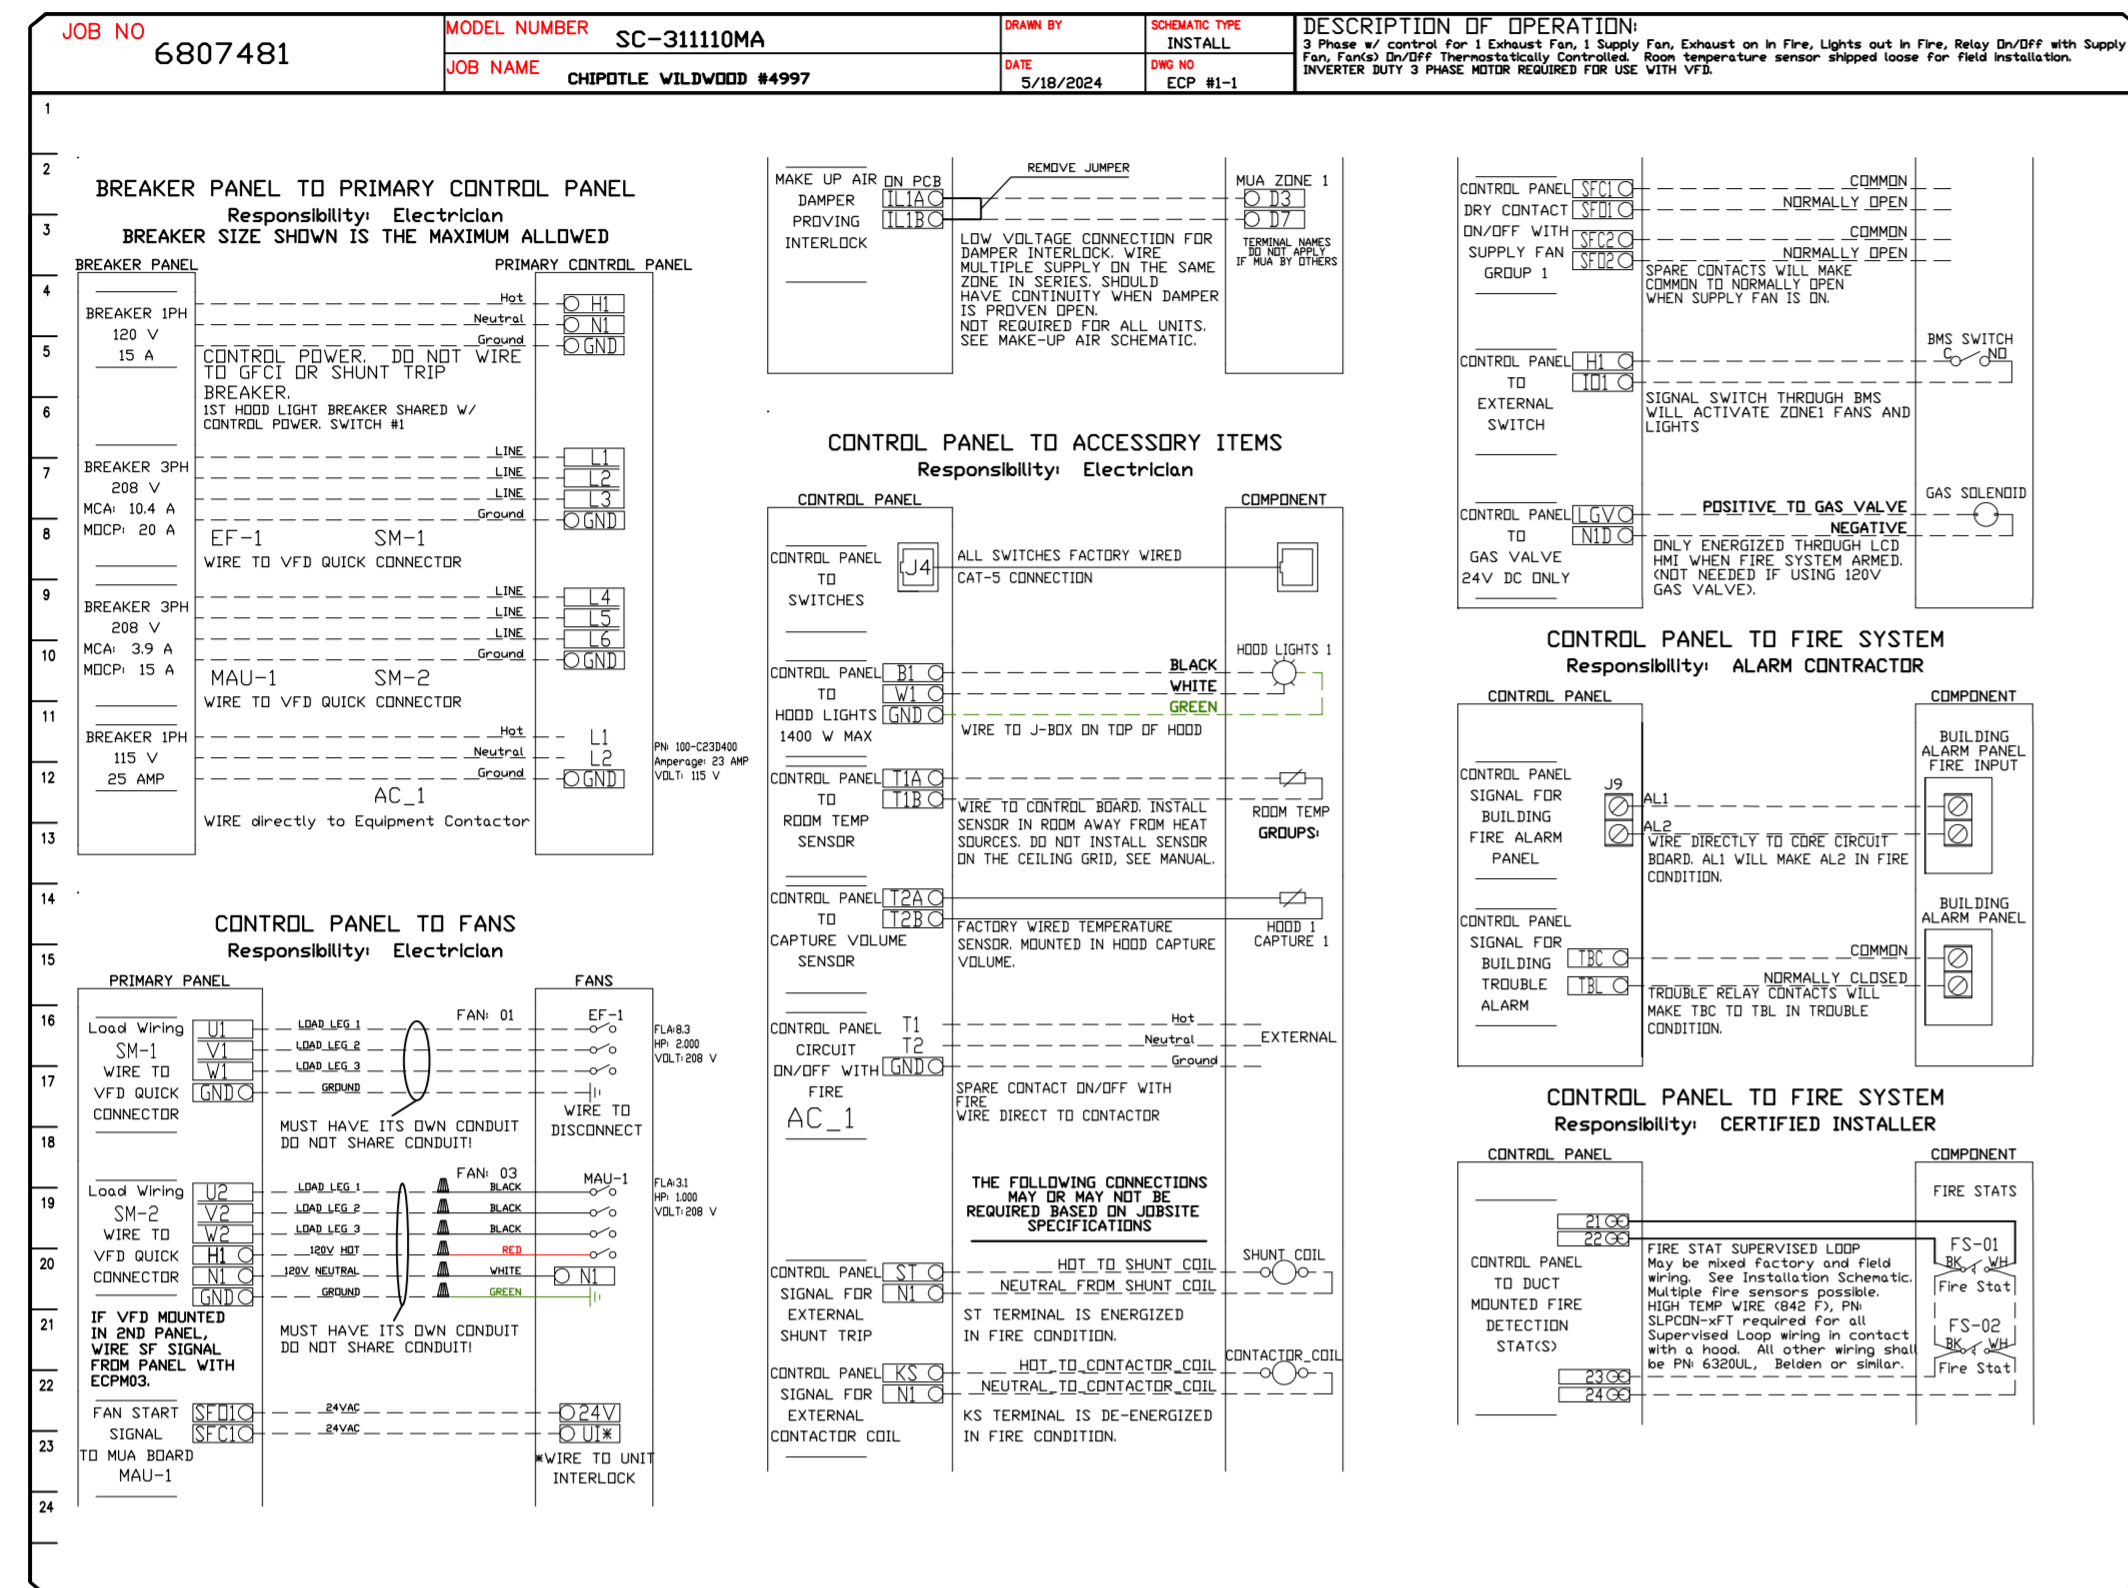 JOB NO
6807481
MODEL NUMBER
SC-311110MA
JOB NAME
CHIPOTLE WILDWOOD #4997
DRAWN BY
DATE
5/18/2024
SCHEMATIC TYPE
INSTALL
DWG NO
ECP #1-1
DESCRIPTION OF OPERATION:
3 Phase w/ control for 1 Exhaust Fan, 1 Supply Fan, Exhaust on in Fire, Lights out in Fire, Relay On/Off with Supply
Fan, Fan(s) On/Off Thermostatically Controlled. Room temperature sensor shipped loose for field installation.
INVERTER DUTY 3 PHASE MOTOR REQUIRED FOR USE WITH VFD.
1
2
3
4
5
6
7
8
9
10
11
12
13
14
15
16
17
18
19
20
21
22
23
24
BREAKER PANEL TO PRIMARY CONTROL PANEL
Responsibility: Electrician
BREAKER SIZE SHOWN IS THE MAXIMUM ALLOWED
BREAKER PANEL
PRIMARY CONTROL PANEL
BREAKER 1PH
120 V
15 A
Hot
H1
Neutral
N1
Ground
GND
CONTROL POWER. DO NOT WIRE
TO GFCI OR SHUNT TRIP
BREAKER.
1ST HOOD LIGHT BREAKER SHARED W/
CONTROL POWER. SWITCH #1
BREAKER 3PH
208 V
MCA: 10.4 A
MOCP: 20 A
LINE
L1
LINE
L2
LINE
L3
Ground
GND
EF-1 SM-1
WIRE TO VFD QUICK CONNECTOR
BREAKER 3PH
208 V
MCA: 3.9 A
MOCP: 15 A
LINE
L4
LINE
L5
LINE
L6
Ground
GND
MAU-1 SM-2
WIRE TO VFD QUICK CONNECTOR
BREAKER 1PH
115 V
25 AMP
Hot
L1
Neutral
L2
Ground
GND
PN: 100-C23D400
Amperage: 23 AMP
VOLT: 115 V
AC_1
WIRE directly to Equipment Contactor
CONTROL PANEL TO FANS
Responsibility: Electrician
PRIMARY PANEL
FANS
Load Wiring
SM-1
WIRE TO
VFD QUICK
CONNECTOR
U1
V1
W1
GND
LOAD LEG 1
LOAD LEG 2
LOAD LEG 3
GROUND
FAN: 01
EF-1
FLA:8.3
HP: 2.000
VOLT:208 V
WIRE TO
DISCONNECT
MUST HAVE ITS OWN CONDUIT
DO NOT SHARE CONDUIT!
Load Wiring
SM-2
WIRE TO
VFD QUICK
CONNECTOR
U2
V2
W2
H1
N1
GND
LOAD LEG 1
LOAD LEG 2
LOAD LEG 3
120V HOT
120V NEUTRAL
GROUND
FAN: 03
BLACK
BLACK
BLACK
RED
WHITE
GREEN
MAU-1
N1
FLA:3.1
HP: 1.000
VOLT:208 V
IF VFD MOUNTED
IN 2ND PANEL,
WIRE SF SIGNAL
FROM PANEL WITH
ECPM03.
MUST HAVE ITS OWN CONDUIT
DO NOT SHARE CONDUIT!
FAN START
SIGNAL
TO MUA BOARD
MAU-1
SFO1
SFC1
24VAC
24VAC
24V
UI*
*WIRE TO UNIT
INTERLOCK
MAKE UP AIR
DAMPER
PROVING
INTERLOCK
ON PCB
IL1A
IL1B
REMOVE JUMPER
MUA ZONE 1
D3
D7
TERMINAL NAMES
DO NOT APPLY
IF MUA BY OTHERS
LOW VOLTAGE CONNECTION FOR
DAMPER INTERLOCK. WIRE
MULTIPLE SUPPLY ON THE SAME
ZONE IN SERIES. SHOULD
HAVE CONTINUITY WHEN DAMPER
IS PROVEN OPEN.
NOT REQUIRED FOR ALL UNITS.
SEE MAKE-UP AIR SCHEMATIC.
CONTROL PANEL TO ACCESSORY ITEMS
Responsibility: Electrician
CONTROL PANEL
COMPONENT
CONTROL PANEL
TO
SWITCHES
J4
ALL SWITCHES FACTORY WIRED
CAT-5 CONNECTION
CONTROL PANEL
TO
HOOD LIGHTS
1400 W MAX
B1
W1
GND
BLACK
WHITE
GREEN
HOOD LIGHTS 1
WIRE TO J-BOX ON TOP OF HOOD
CONTROL PANEL
TO
ROOM TEMP
SENSOR
T1A
T1B
WIRE TO CONTROL BOARD. INSTALL
SENSOR IN ROOM AWAY FROM HEAT
SOURCES. DO NOT INSTALL SENSOR
ON THE CEILING GRID, SEE MANUAL.
ROOM TEMP
GROUPS:
CONTROL PANEL
TO
CAPTURE VOLUME
SENSOR
T2A
T2B
FACTORY WIRED TEMPERATURE
SENSOR. MOUNTED IN HOOD CAPTURE
VOLUME.
HOOD 1
CAPTURE 1
CONTROL PANEL
CIRCUIT
ON/OFF WITH
FIRE
AC_1
T1
T2
GND
Hot
Neutral
Ground
EXTERNAL
SPARE CONTACT ON/OFF WITH
FIRE
WIRE DIRECT TO CONTACTOR
THE FOLLOWING CONNECTIONS
MAY OR MAY NOT BE
REQUIRED BASED ON JOBSITE
SPECIFICATIONS
CONTROL PANEL
SIGNAL FOR
EXTERNAL
SHUNT TRIP
ST
N1
HOT TO SHUNT COIL
NEUTRAL FROM SHUNT COIL
SHUNT COIL
ST TERMINAL IS ENERGIZED
IN FIRE CONDITION.
CONTROL PANEL
SIGNAL FOR
EXTERNAL
CONTACTOR COIL
KS
N1
HOT TO CONTACTOR COIL
NEUTRAL TO CONTACTOR COIL
CONTACTOR COIL
KS TERMINAL IS DE-ENERGIZED
IN FIRE CONDITION.
CONTROL PANEL
DRY CONTACT
ON/OFF WITH
SUPPLY FAN
GROUP 1
SFC1
SFO1
SFC2
SFO2
COMMON
NORMALLY OPEN
COMMON
NORMALLY OPEN
SPARE CONTACTS WILL MAKE
COMMON TO NORMALLY OPEN
WHEN SUPPLY FAN IS ON.
CONTROL PANEL
TO
EXTERNAL
SWITCH
H1
IO1
BMS SWITCH
C NO
SIGNAL SWITCH THROUGH BMS
WILL ACTIVATE ZONE1 FANS AND
LIGHTS
CONTROL PANEL
TO
GAS VALVE
24V DC ONLY
LGV
N1D
POSITIVE TO GAS VALVE
NEGATIVE
GAS SOLENOID
ONLY ENERGIZED THROUGH LCD
HMI WHEN FIRE SYSTEM ARMED.
(NOT NEEDED IF USING 120V
GAS VALVE).
CONTROL PANEL TO FIRE SYSTEM
Responsibility: ALARM CONTRACTOR
CONTROL PANEL
COMPONENT
CONTROL PANEL
SIGNAL FOR
BUILDING
FIRE ALARM
PANEL
J9
AL1
AL2
BUILDING
ALARM PANEL
FIRE INPUT
WIRE DIRECTLY TO CORE CIRCUIT
BOARD. AL1 WILL MAKE AL2 IN FIRE
CONDITION.
CONTROL PANEL
SIGNAL FOR
BUILDING
TROUBLE
ALARM
TBC
TBL
COMMON
NORMALLY CLOSED
BUILDING
ALARM PANEL
TROUBLE RELAY CONTACTS WILL
MAKE TBC TO TBL IN TROUBLE
CONDITION.
CONTROL PANEL TO FIRE SYSTEM
Responsibility: CERTIFIED INSTALLER
CONTROL PANEL
COMPONENT
CONTROL PANEL
TO DUCT
MOUNTED FIRE
DETECTION
STAT(S)
21
22
23
24
FIRE STAT SUPERVISED LOOP
May be mixed factory and field
wiring. See Installation Schematic.
Multiple fire sensors possible.
HIGH TEMP WIRE (842 F), PN:
SLPCON-xFT required for all
Supervised Loop wiring in contact
with a hood. All other wiring shall
be PN: 6320UL, Belden or similar.
FIRE STATS
FS-01
BK WH
Fire Stat
FS-02
BK WH
Fire Stat